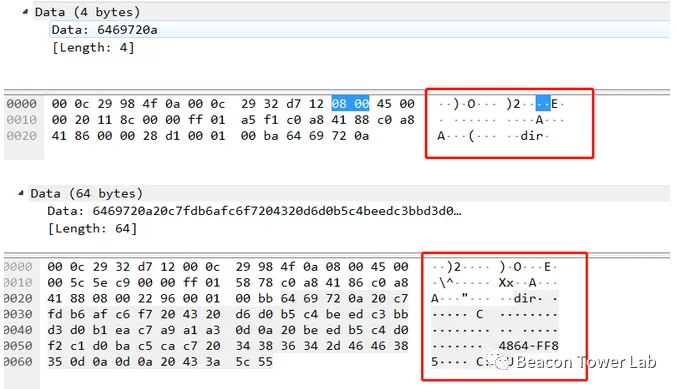 Data (4 bytes)
Data: 6469720a
[Length: 4]
0000 00 0c 29 98 4f 0a 00 0c 29 32 d7 12 08 00 45 00 ··)·O··· )2····E·
0010 00 20 11 8c 00 00 ff 01 a5 f1 c0 a8 41 88 c0 a8 · ······ ····A···
0020 41 86 00 00 28 d1 00 01 00 ba 64 69 72 0a A···(··· ··dir·
Data (64 bytes)
Data: 6469720a20c7fdb6afc6f7204320d6d0b5c4beedc3bbd3d0…
[Length: 64]
0000 00 0c 29 32 d7 12 00 0c 29 98 4f 0a 08 00 45 00 ··)2···· )·O···E·
0010 00 5c 5e c9 00 00 ff 01 58 78 c0 a8 41 86 c0 a8 ·\^····· Xx··A···
0020 41 88 08 00 22 96 00 01 00 bb 64 69 72 0a 20 c7 A···"··· ··dir· ·
0030 fd b6 af c6 f7 20 43 20 d6 d0 b5 c4 be ed c3 bb ····· C ········
0040 d3 d0 b1 ea c7 a9 a1 a3 0d 0a 20 be ed b5 c4 d0 ········ ·· ·····
0050 f2 c1 d0 ba c5 ca c7 20 34 38 36 34 2d 46 46 38 ······· 4864-FF8
0060 35 0d 0a 0d 0a 20 43 3a 5c 55 5···· C: \U
Beacon Tower Lab